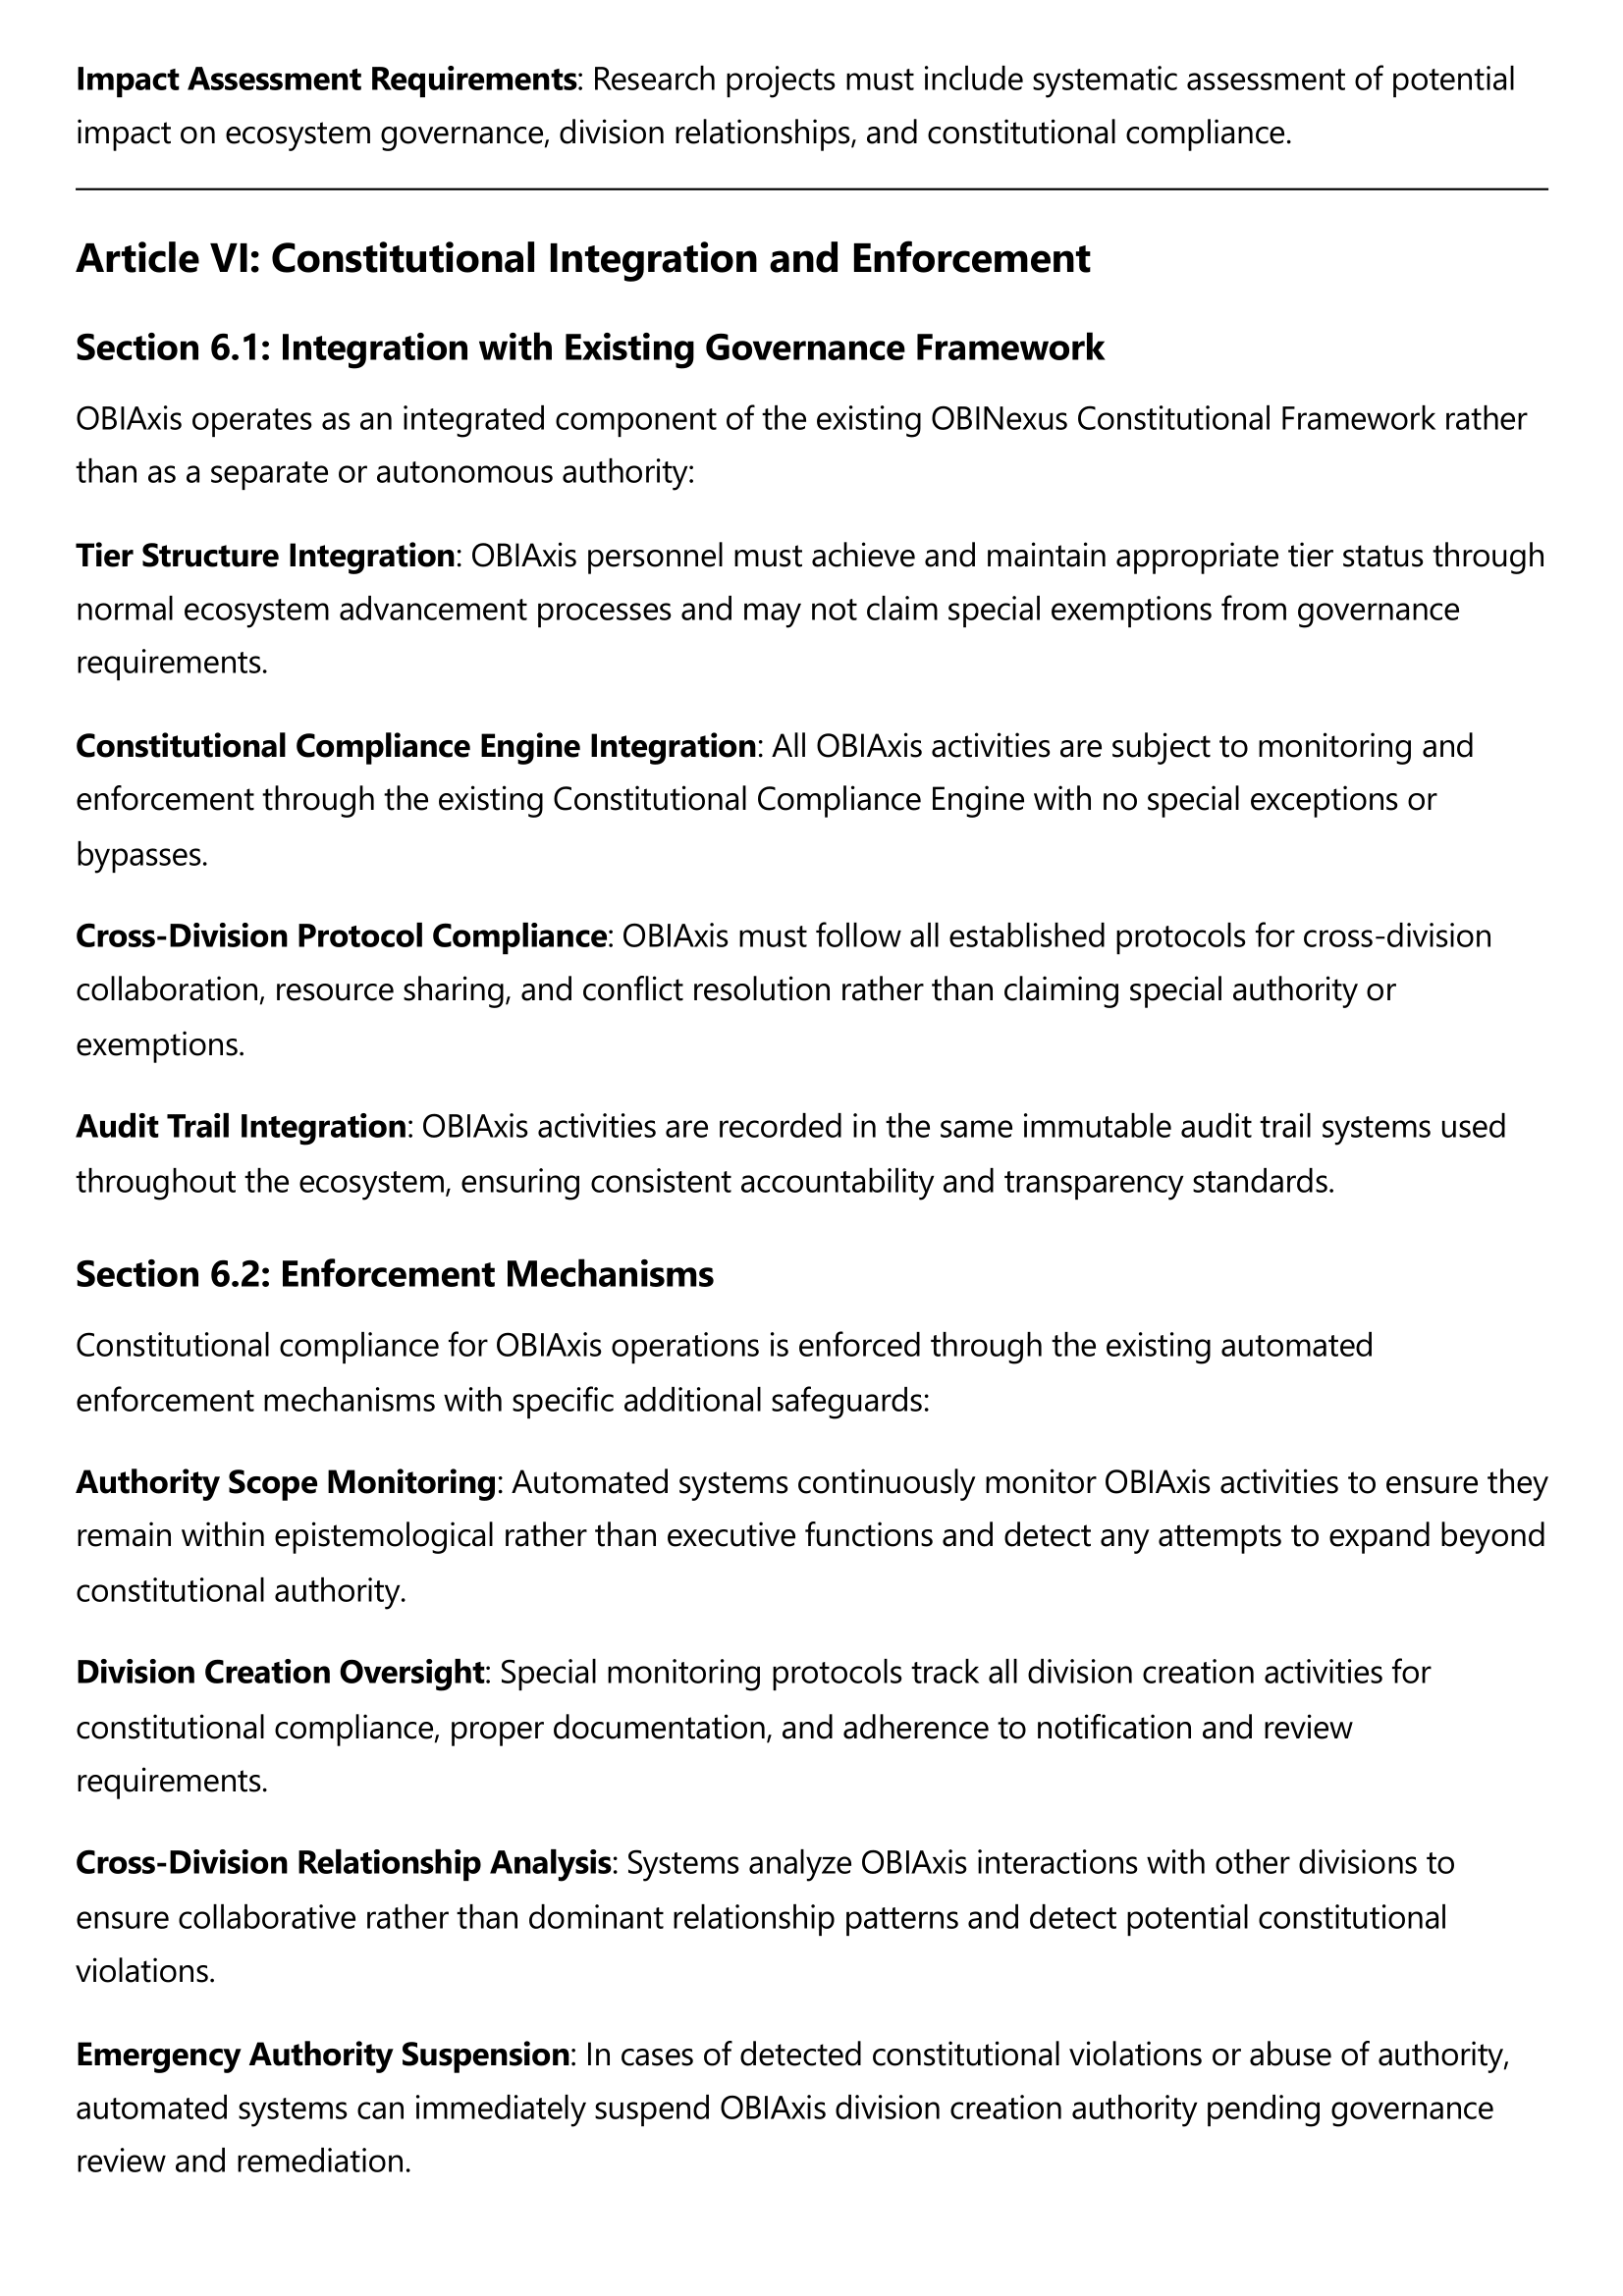 Impact Assessment Requirements: Research projects must include systematic assessment of potential
impact on ecosystem governance, division relationships, and constitutional compliance.
Article VI: Constitutional Integration and Enforcement
Section 6.1: Integration with Existing Governance Framework
OBIAxis operates as an integrated component of the existing OBINexus Constitutional Framework rather
than as a separate or autonomous authority:
Tier Structure Integration: OBIAxis personnel must achieve and maintain appropriate tier status through
normal ecosystem advancement processes and may not claim special exemptions from governance
requirements.
Constitutional Compliance Engine Integration: All OBIAxis activities are subject to monitoring and
enforcement through the existing Constitutional Compliance Engine with no special exceptions or
bypasses.
Cross-Division Protocol Compliance: OBIAxis must follow all established protocols for cross-division
collaboration, resource sharing, and conflict resolution rather than claiming special authority or
exemptions.
Audit Trail Integration: OBIAxis activities are recorded in the same immutable audit trail systems used
throughout the ecosystem, ensuring consistent accountability and transparency standards.
Section 6.2: Enforcement Mechanisms
Constitutional compliance for OBIAxis operations is enforced through the existing automated
enforcement mechanisms with specific additional safeguards:
Authority Scope Monitoring: Automated systems continuously monitor OBIAxis activities to ensure they
remain within epistemological rather than executive functions and detect any attempts to expand beyond
constitutional authority.
Division Creation Oversight: Special monitoring protocols track all division creation activities for
constitutional compliance, proper documentation, and adherence to notification and review
requirements.
Cross-Division Relationship Analysis: Systems analyze OBIAxis interactions with other divisions to
ensure collaborative rather than dominant relationship patterns and detect potential constitutional
violations.
Emergency Authority Suspension: In cases of detected constitutional violations or abuse of authority,
automated systems can immediately suspend OBIAxis division creation authority pending governance
review and remediation.